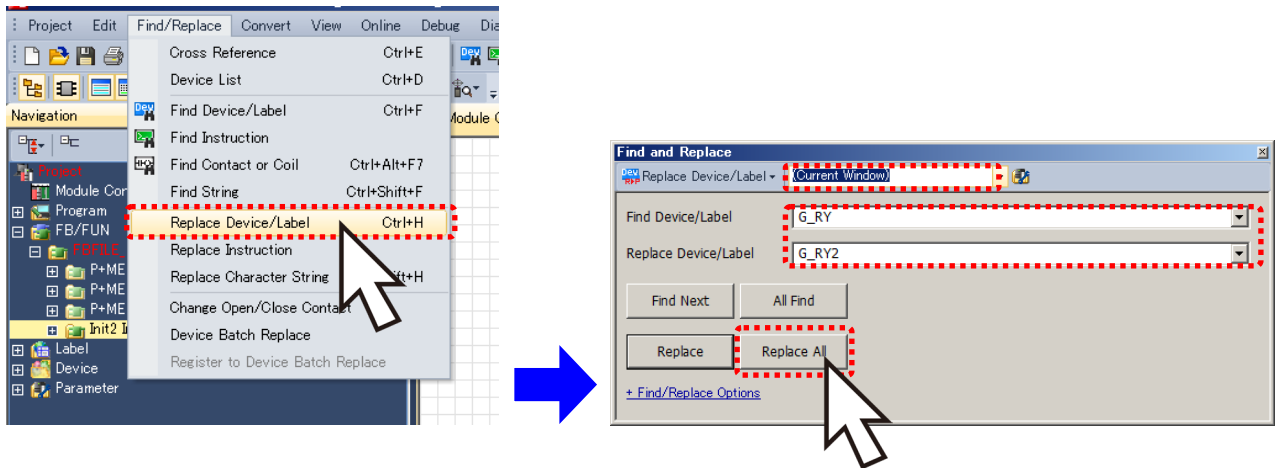 Project Edit Find/Replace Convert View Online Debug
Cross Reference Ctrl+E
Device List Ctrl+D
Navigation
Find Device/Label Ctrl+F
Module
Find Instruction
Find Contact or Coil Ctrl+Alt+F7
Find String Ctrl+Shift+F
Replace Device/Label Ctrl+H
Replace Instruction
Replace Character String
Change Open/Close Contact
Device Batch Replace
Register to Device Batch Replace
Project
Module
Program
FB/FUN
P+ME
P+ME
P+ME
Init2
Label
Device
Parameter
Find and Replace
Replace Device/Label (Current Window)
Find Device/Label G_RY
Replace Device/Label G_RY2
Find Next All Find
Replace Replace All
+ Find/Replace Options